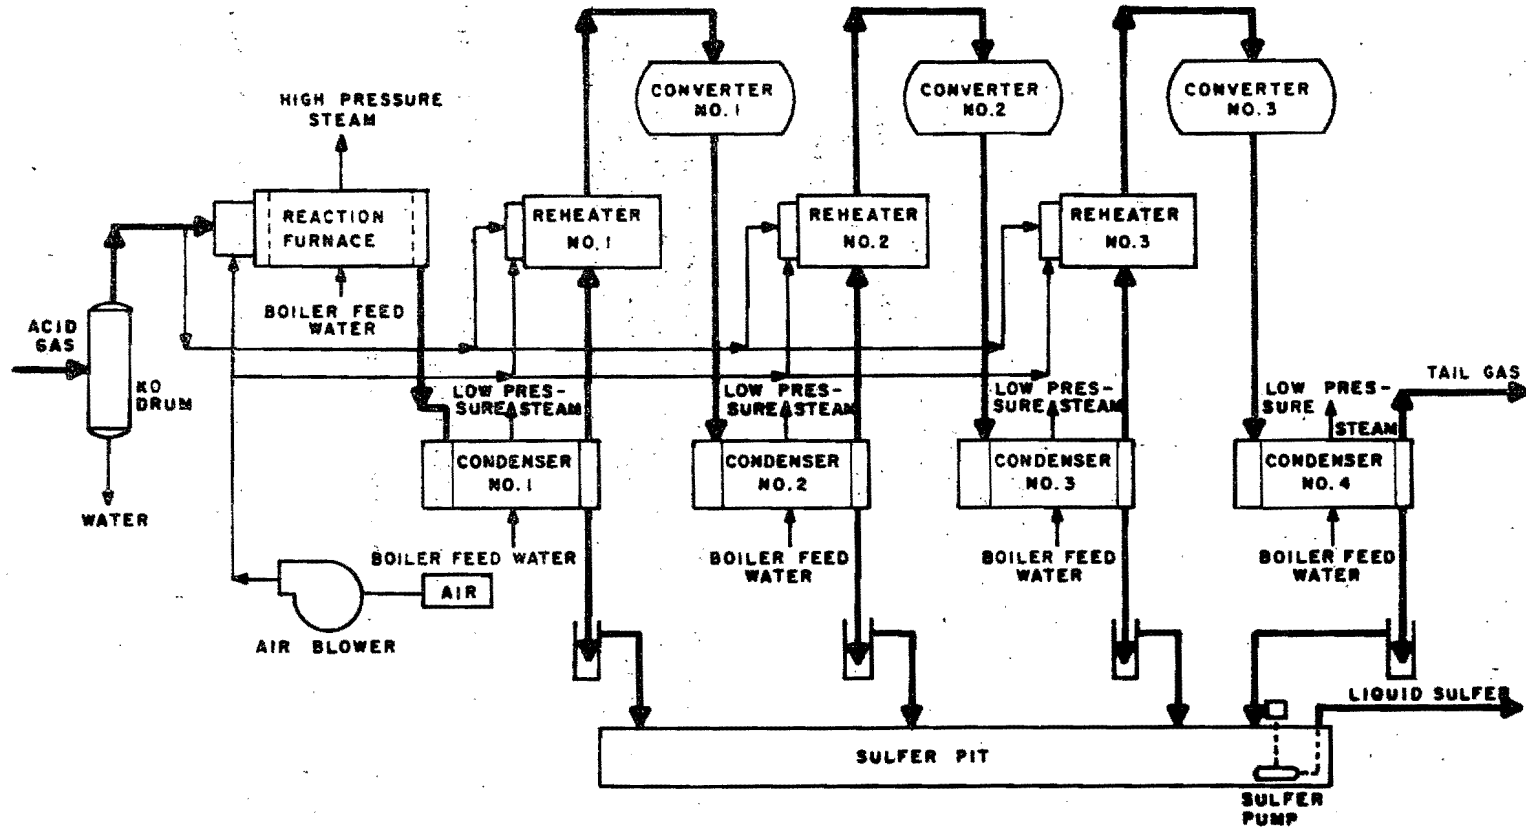 HIGH PRESSURE
STEAM
CONVERTER
NO. 1
CONVERTER
NO.2
CONVERTER
NO. 3
REACTION
FURNACE
REHEATER
NO. 1
REHEATER
NO.2
REHEATER
NO. 3
BOILER FEED
WATER
ACID
GAS
KO
DRUM
WATER
LOW PRES-
SURE STEAM
LOW PRES-
SURE STEAM
LOW PRES-
SURE STEAM
LOW PRES-
SURE
STEAM
TAIL GAS
CONDENSER
NO. 1
CONDENSER
NO. 2
CONDENSER
NO. 3
CONDENSER
NO. 4
BOILER FEED WATER
BOILER FEED
WATER
BOILER FEED
WATER
BOILER FEED
WATER
AIR
AIR BLOWER
LIQUID SULFER
SULFER PIT
SULFER
PUMP